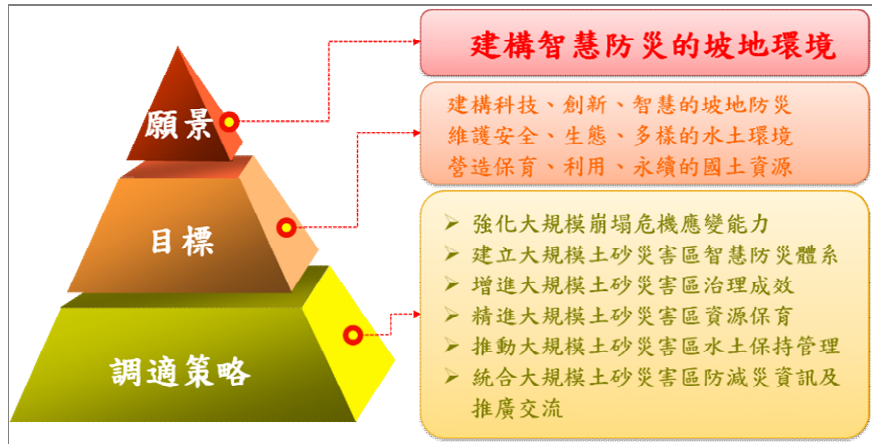 願景
建構智慧防災的坡地環境
目標
建構科技、創新、智慧的坡地防災
維護安全、生態、多樣的水土環境
營造保育、利用、永續的國土資源
調適策略
➢ 強化大規模崩塌危機應變能力
➢ 建立大規模土砂災害區智慧防災體系
➢ 增進大規模土砂災害區治理成效
➢ 精進大規模土砂災害區資源保育
➢ 推動大規模土砂災害區水土保持管理
➢ 統合大規模土砂災害區防減災資訊及
推廣交流